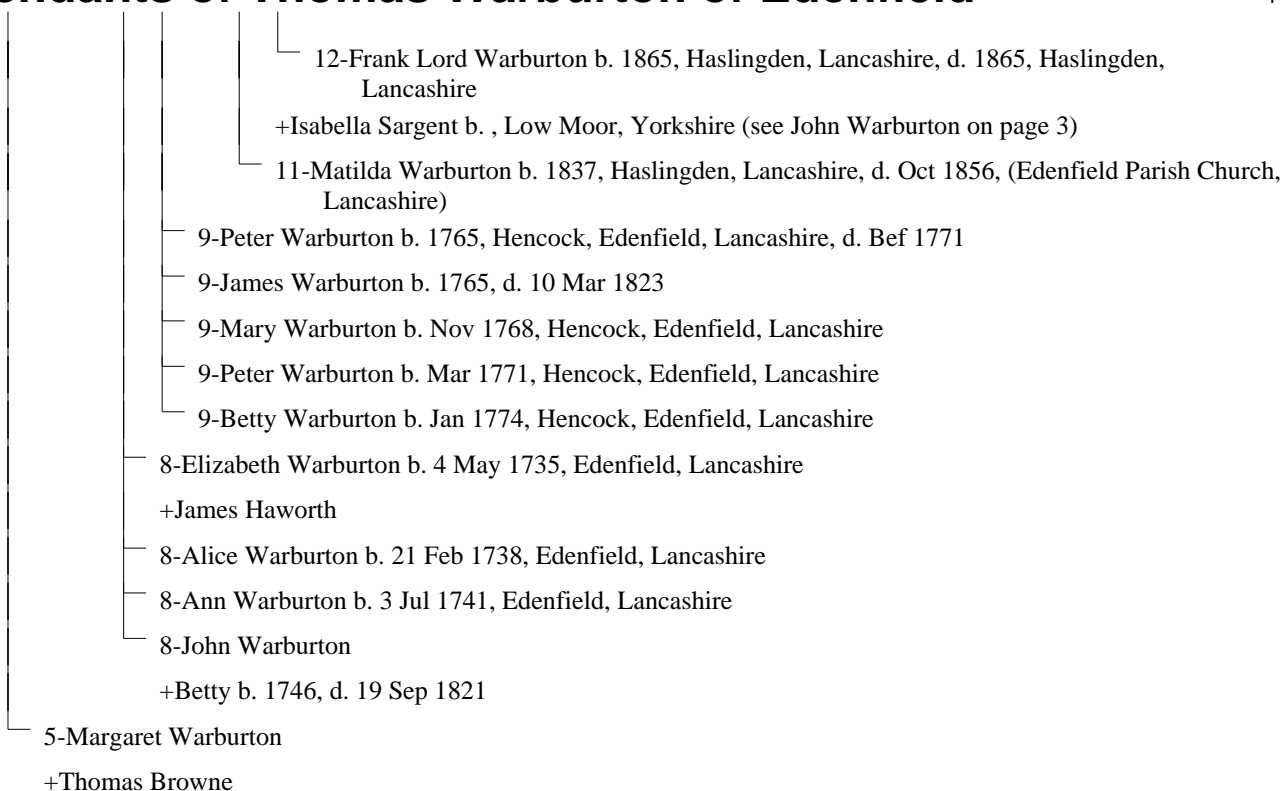 12-Frank Lord Warburton b. 1865, Haslingden, Lancashire, d. 1865, Haslingden,
Lancashire
+Isabella Sargent b. , Low Moor, Yorkshire (see John Warburton on page 3)
11-Matilda Warburton b. 1837, Haslingden, Lancashire, d. Oct 1856, (Edenfield Parish Church,
Lancashire)
9-Peter Warburton b. 1765, Hencock, Edenfield, Lancashire, d. Bef 1771
9-James Warburton b. 1765, d. 10 Mar 1823
9-Mary Warburton b. Nov 1768, Hencock, Edenfield, Lancashire
9-Peter Warburton b. Mar 1771, Hencock, Edenfield, Lancashire
9-Betty Warburton b. Jan 1774, Hencock, Edenfield, Lancashire
8-Elizabeth Warburton b. 4 May 1735, Edenfield, Lancashire
+James Haworth
8-Alice Warburton b. 21 Feb 1738, Edenfield, Lancashire
8-Ann Warburton b. 3 Jul 1741, Edenfield, Lancashire
8-John Warburton
+Betty b. 1746, d. 19 Sep 1821
5-Margaret Warburton
+Thomas Browne